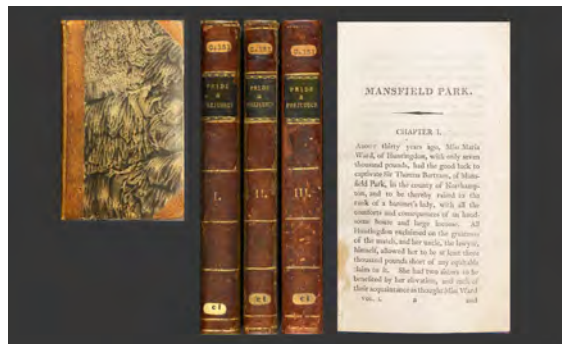 PRIDE
&
PREJUDICE
I.
PRIDE
&
PREJUDICE
II.
PRIDE
&
PREJUDICE
III.
MANSFIELD PARK.
CHAPTER I.
About thirty years ago, Miss Maria
Ward, of Huntingdon, with only seven
thousand pounds, had the good luck to
captivate Sir Thomas Bertram, of Mans-
field Park, in the county of Northamp-
ton, and to be thereby raised to the
rank of a baronet's lady, with all the
comforts and consequences of an hand-
some house and large income. All
Huntingdon exclaimed on the greatness
of the match, and her uncle, the lawyer,
himself, allowed her to be at least three
thousand pounds short of any equitable
claim to it. She had two sisters to be
benefited by her elevation, and such of
their acquaintance as thought Miss Ward
VOL. I.
and